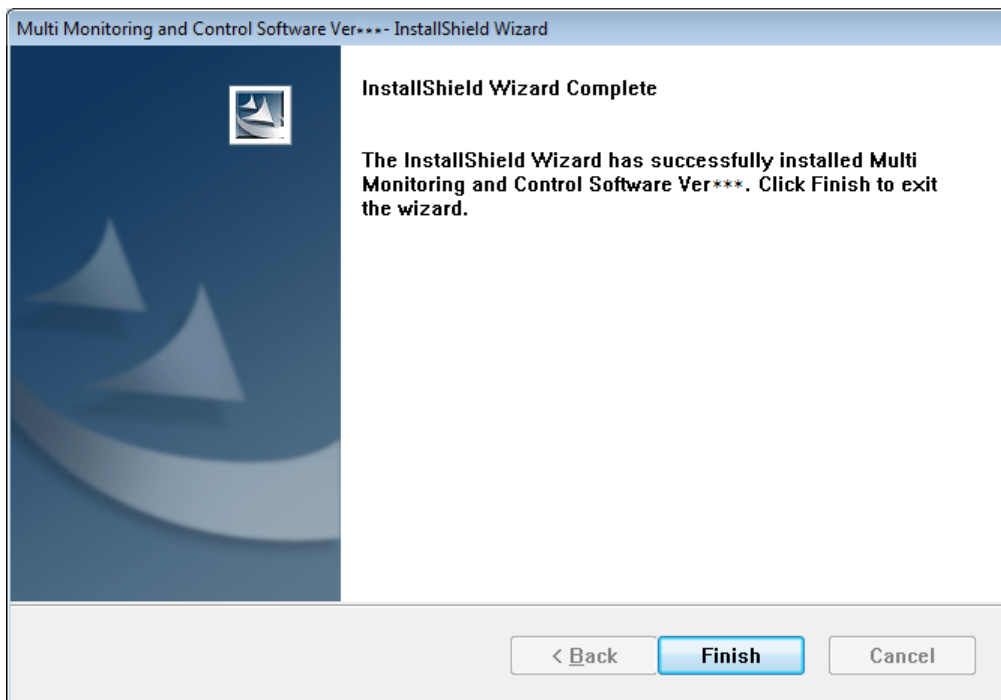 Multi Monitoring and Control Software Ver***- InstallShield Wizard
InstallShield Wizard Complete
The InstallShield Wizard has successfully installed Multi
Monitoring and Control Software Ver***. Click Finish to exit
the wizard.
< Back
Finish
Cancel